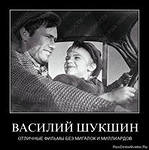 ВАСИЛИЙ ШУКШИН
ОТЛИЧНЫЕ ФИЛЬМЫ БЕЗ МИГАЛОК И МИЛЛИАРДОВ